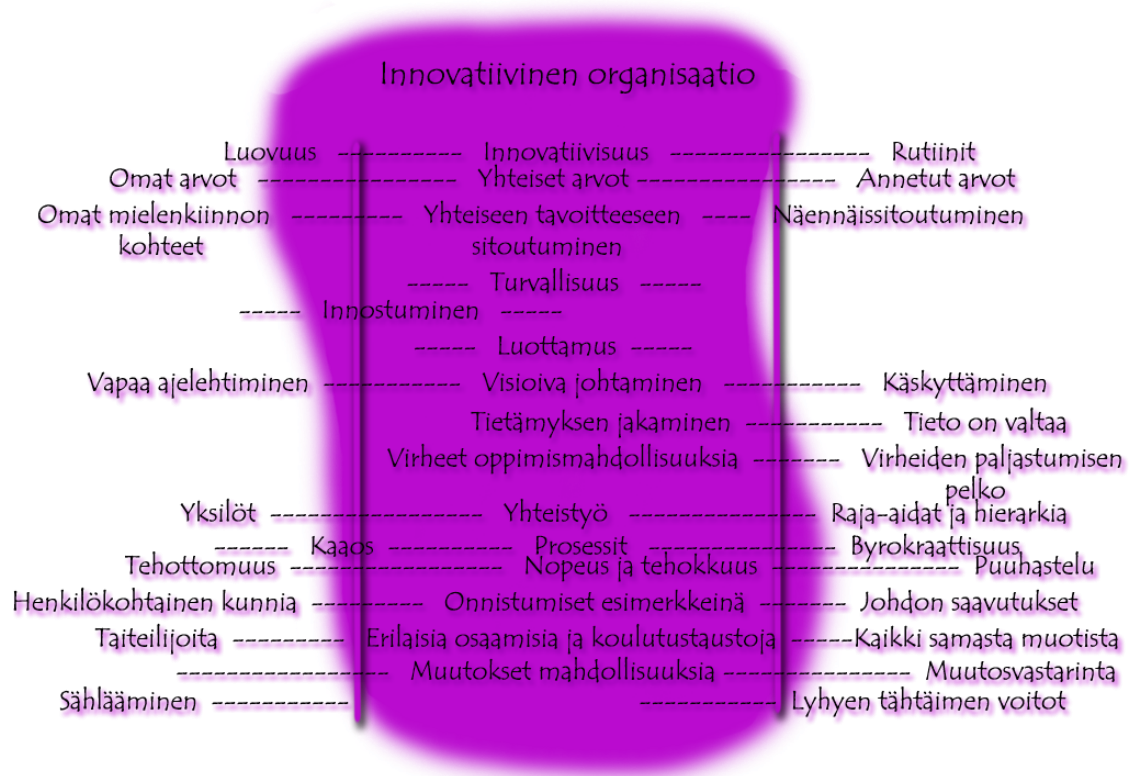 Innovatiivinen organisaatio
Luovuus ---------- Innovatiivisuus ---------------- Rutiinit
Omat arvot ---------------- Yhteiset arvot ---------------- Annetut arvot
Omat mielenkiinnon --------- Yhteiseen tavoitteeseen ---- Näennäissitoutuminen
kohteet sitoutuminen
----- Turvallisuus -----
----- Innostuminen -----
----- Luottamus -----
Vapaa ajelehtiminen ----------- Visioiva johtaminen ----------- Käskyttäminen
Tietämyksen jakaminen ----------- Tieto on valtaa
Virheet oppimismahdollisuuksia ------- Virheiden paljastumisen
pelko
Yksilöt ----------------- Yhteistyö --------------- Raja-aidat ja hierarkia
------ Kaaos ---------- Prosessit --------------- Byrokraattisuus
Tehottomuus ----------------- Nopeus ja tehokkuus --------------- Puuhastelu
Henkilökohtainen kunnia --------- Onnistumiset esimerkkeinä ------- Johdon saavutukset
Taiteilijoita --------- Erilaisia osaamisia ja koulutustaustoja -----Kaikki samasta muotista
----------------- Muutokset mahdollisuuksia --------------- Muutosvastarinta
Sählääminen ----------- ----------- Lyhyen tähtäimen voitot